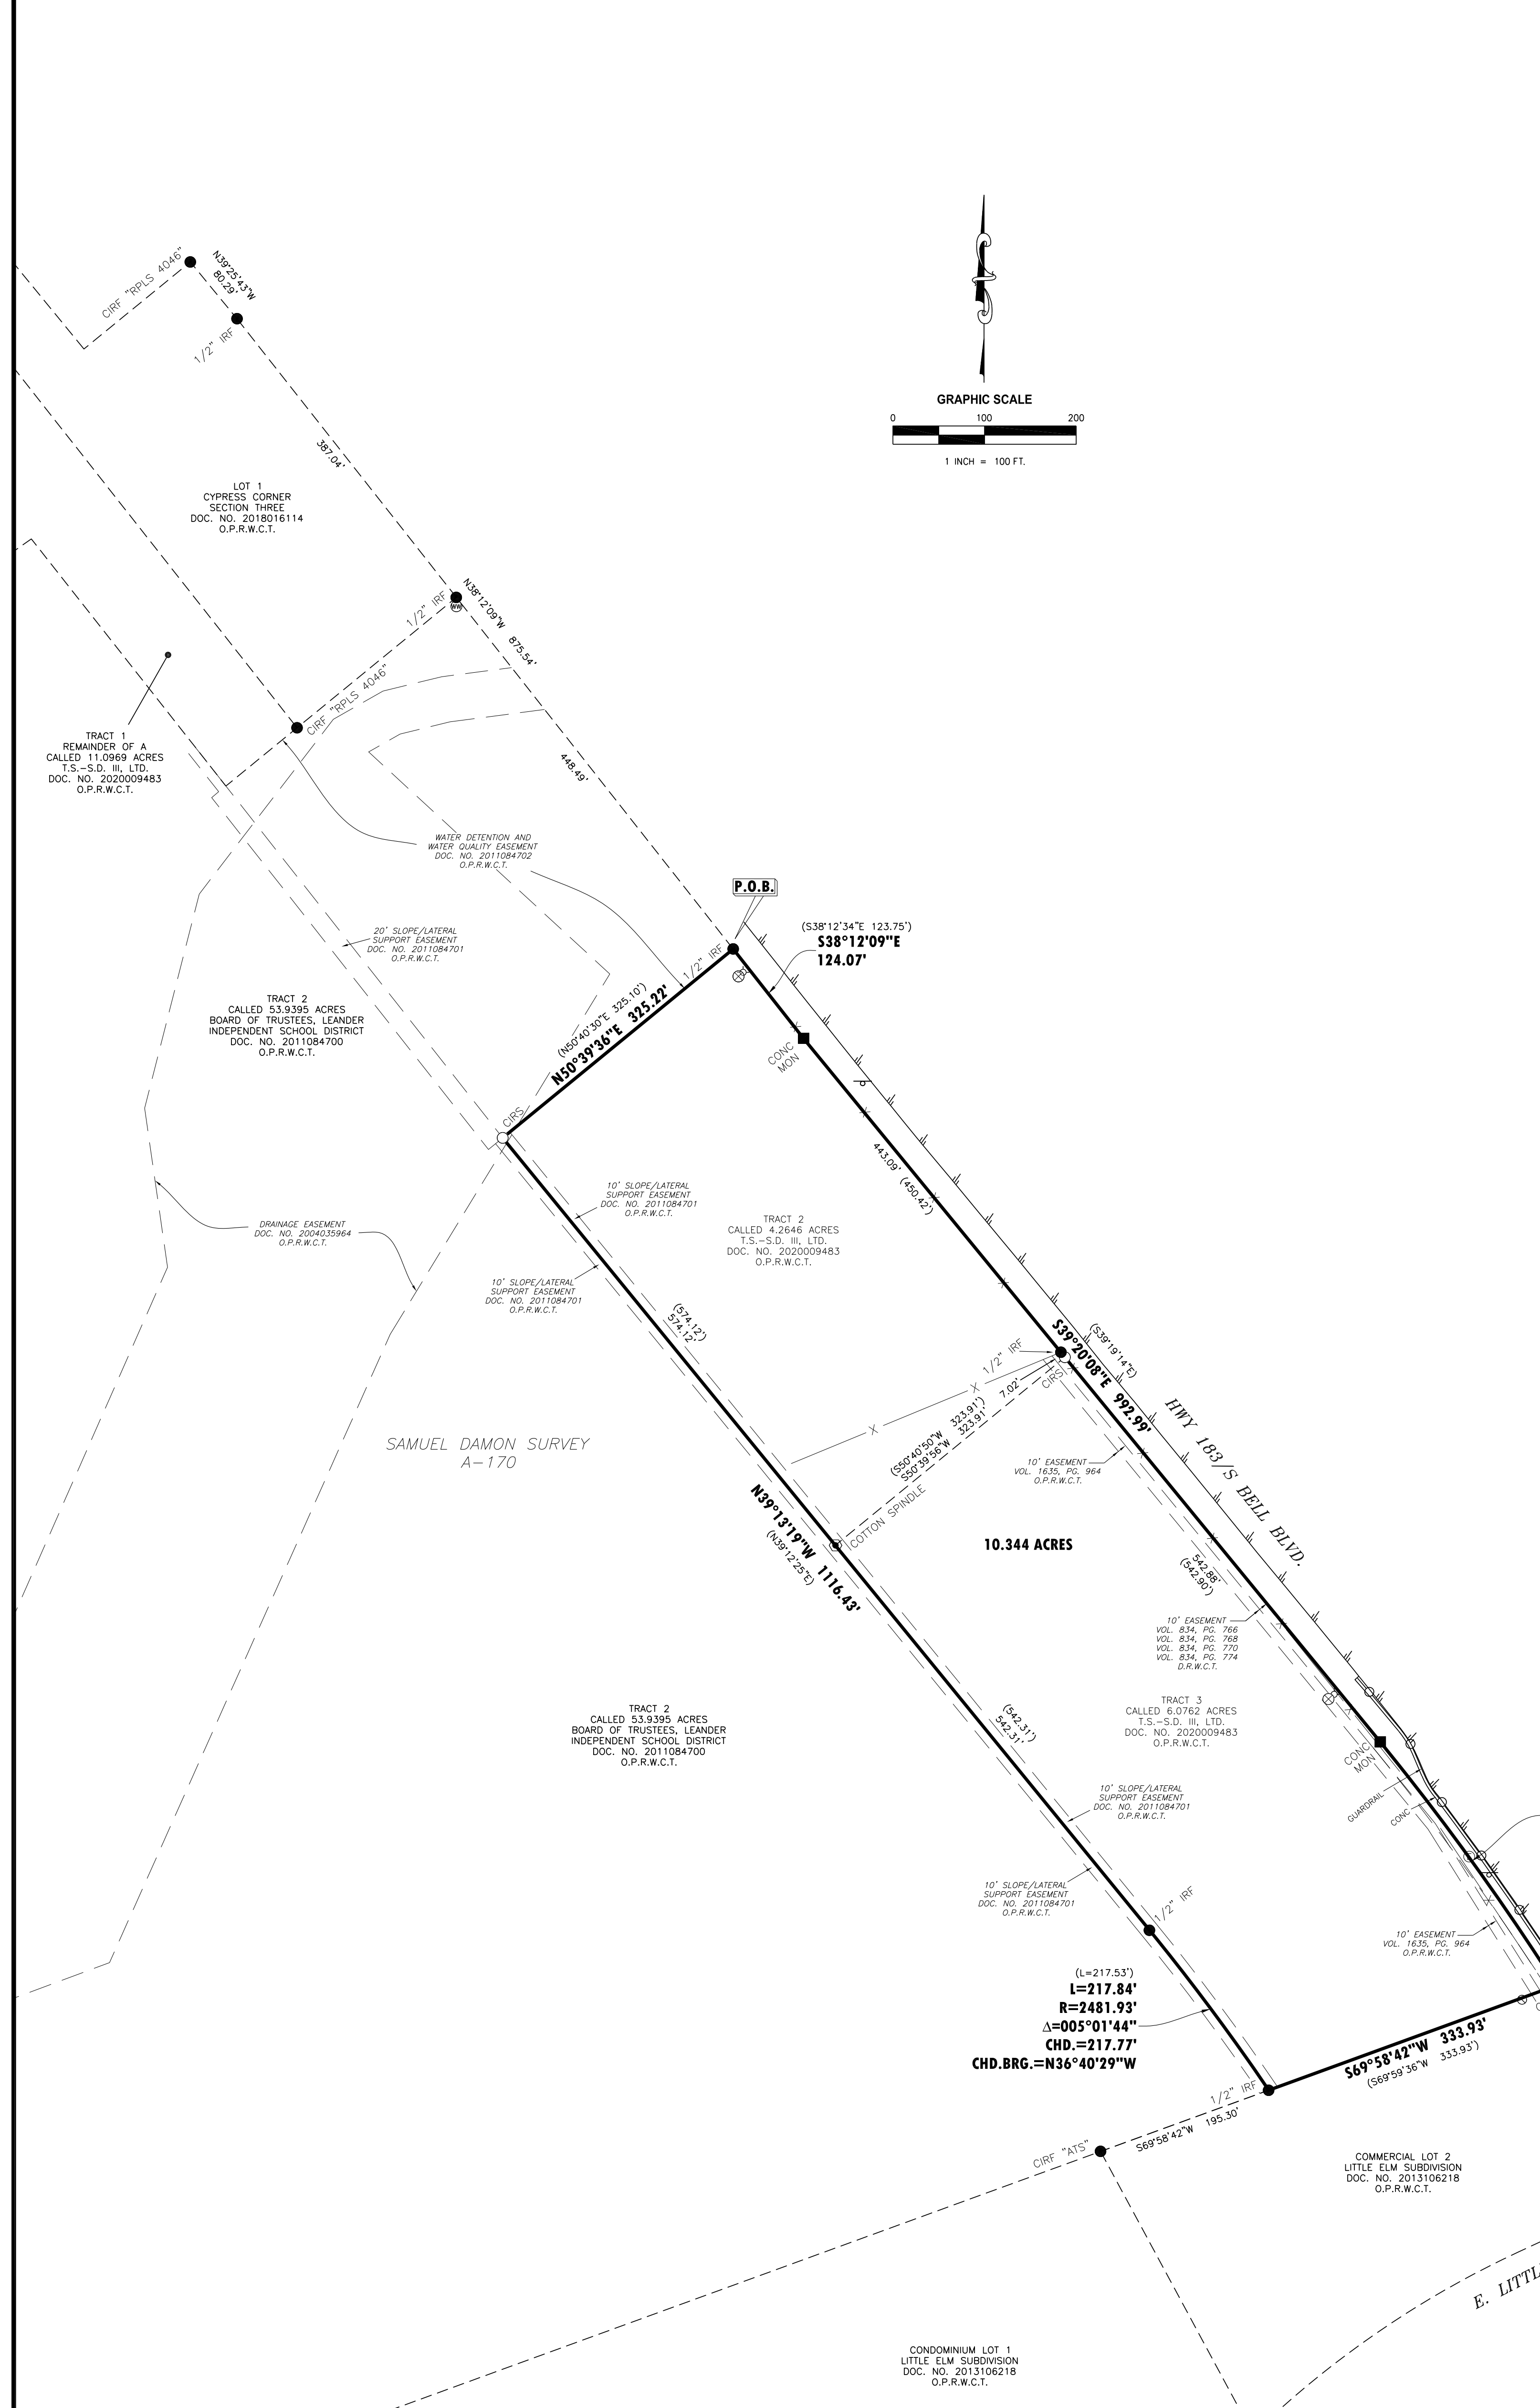 CIRF "RPLS 4046"
N39°25'43"W
80.29'
1/2" IRF
387.04'
GRAPHIC SCALE
0 100 200
1 INCH = 100 FT.
LOT 1
CYPRESS CORNER
SECTION THREE
DOC. NO. 2018016114
O.P.R.W.C.T.
1/2" IRF
WW
N38°12'09"W 875.54'
CIRF "RPLS 4046"
448.49'
TRACT 1
REMAINDER OF A
CALLED 11.0969 ACRES
T.S.-S.D. III, LTD.
DOC. NO. 2020009483
O.P.R.W.C.T.
WATER DETENTION AND
WATER QUALITY EASEMENT
DOC. NO. 2011084702
O.P.R.W.C.T.
P.O.B.
(S38°12'34"E 123.75')
S38°12'09"E
124.07'
20' SLOPE/LATERAL
SUPPORT EASEMENT
DOC. NO. 2011084701
O.P.R.W.C.T.
1/2" IRF
(N50°40'30"E 325.10')
N50°39'36"E 325.22'
TRACT 2
CALLED 53.9395 ACRES
BOARD OF TRUSTEES, LEANDER
INDEPENDENT SCHOOL DISTRICT
DOC. NO. 2011084700
O.P.R.W.C.T.
CONC
MON
CIRS
443.09' (450.42')
10' SLOPE/LATERAL
SUPPORT EASEMENT
DOC. NO. 2011084701
O.P.R.W.C.T.
TRACT 2
CALLED 4.2646 ACRES
T.S.-S.D. III, LTD.
DOC. NO. 2020009483
O.P.R.W.C.T.
DRAINAGE EASEMENT
DOC. NO. 2004035964
O.P.R.W.C.T.
10' SLOPE/LATERAL
SUPPORT EASEMENT
DOC. NO. 2011084701
O.P.R.W.C.T.
(574.12')
574.12'
1/2" IRF
(S39°19'14"E)
S39°20'08"E 992.99'
CIRS
7.02'
(S50°40'50"W 323.91')
S50°39'56"W 323.91'
HWY 183/S BELL BLVD.
SAMUEL DAMON SURVEY
A-170
10' EASEMENT
VOL. 1635, PG. 964
O.P.R.W.C.T.
COTTON SPINDLE
N39°13'19"W 1116.43'
(N39°12'25"E)
10.344 ACRES
542.88'
(542.90')
10' EASEMENT
VOL. 834, PG. 766
VOL. 834, PG. 768
VOL. 834, PG. 770
VOL. 834, PG. 774
D.R.W.C.T.
TRACT 3
CALLED 6.0762 ACRES
T.S.-S.D. III, LTD.
DOC. NO. 2020009483
O.P.R.W.C.T.
TRACT 2
CALLED 53.9395 ACRES
BOARD OF TRUSTEES, LEANDER
INDEPENDENT SCHOOL DISTRICT
DOC. NO. 2011084700
O.P.R.W.C.T.
(542.31')
542.31'
CONC
MON
GUARDRAIL
CONC
10' SLOPE/LATERAL
SUPPORT EASEMENT
DOC. NO. 2011084701
O.P.R.W.C.T.
10' SLOPE/LATERAL
SUPPORT EASEMENT
DOC. NO. 2011084701
O.P.R.W.C.T.
1/2" IRF
10' EASEMENT
VOL. 1635, PG. 964
O.P.R.W.C.T.
(L=217.53')
L=217.84'
R=2481.93'
Δ=005°01'44"
CHD.=217.77'
CHD.BRG.=N36°40'29"W
S69°58'42"W 333.93'
(S69°59'36"W 333.93')
1/2" IRF
S69°58'42"W 195.30'
CIRF "ATS"
COMMERCIAL LOT 2
LITTLE ELM SUBDIVISION
DOC. NO. 2013106218
O.P.R.W.C.T.
E. LITTL
CONDOMINIUM LOT 1
LITTLE ELM SUBDIVISION
DOC. NO. 2013106218
O.P.R.W.C.T.